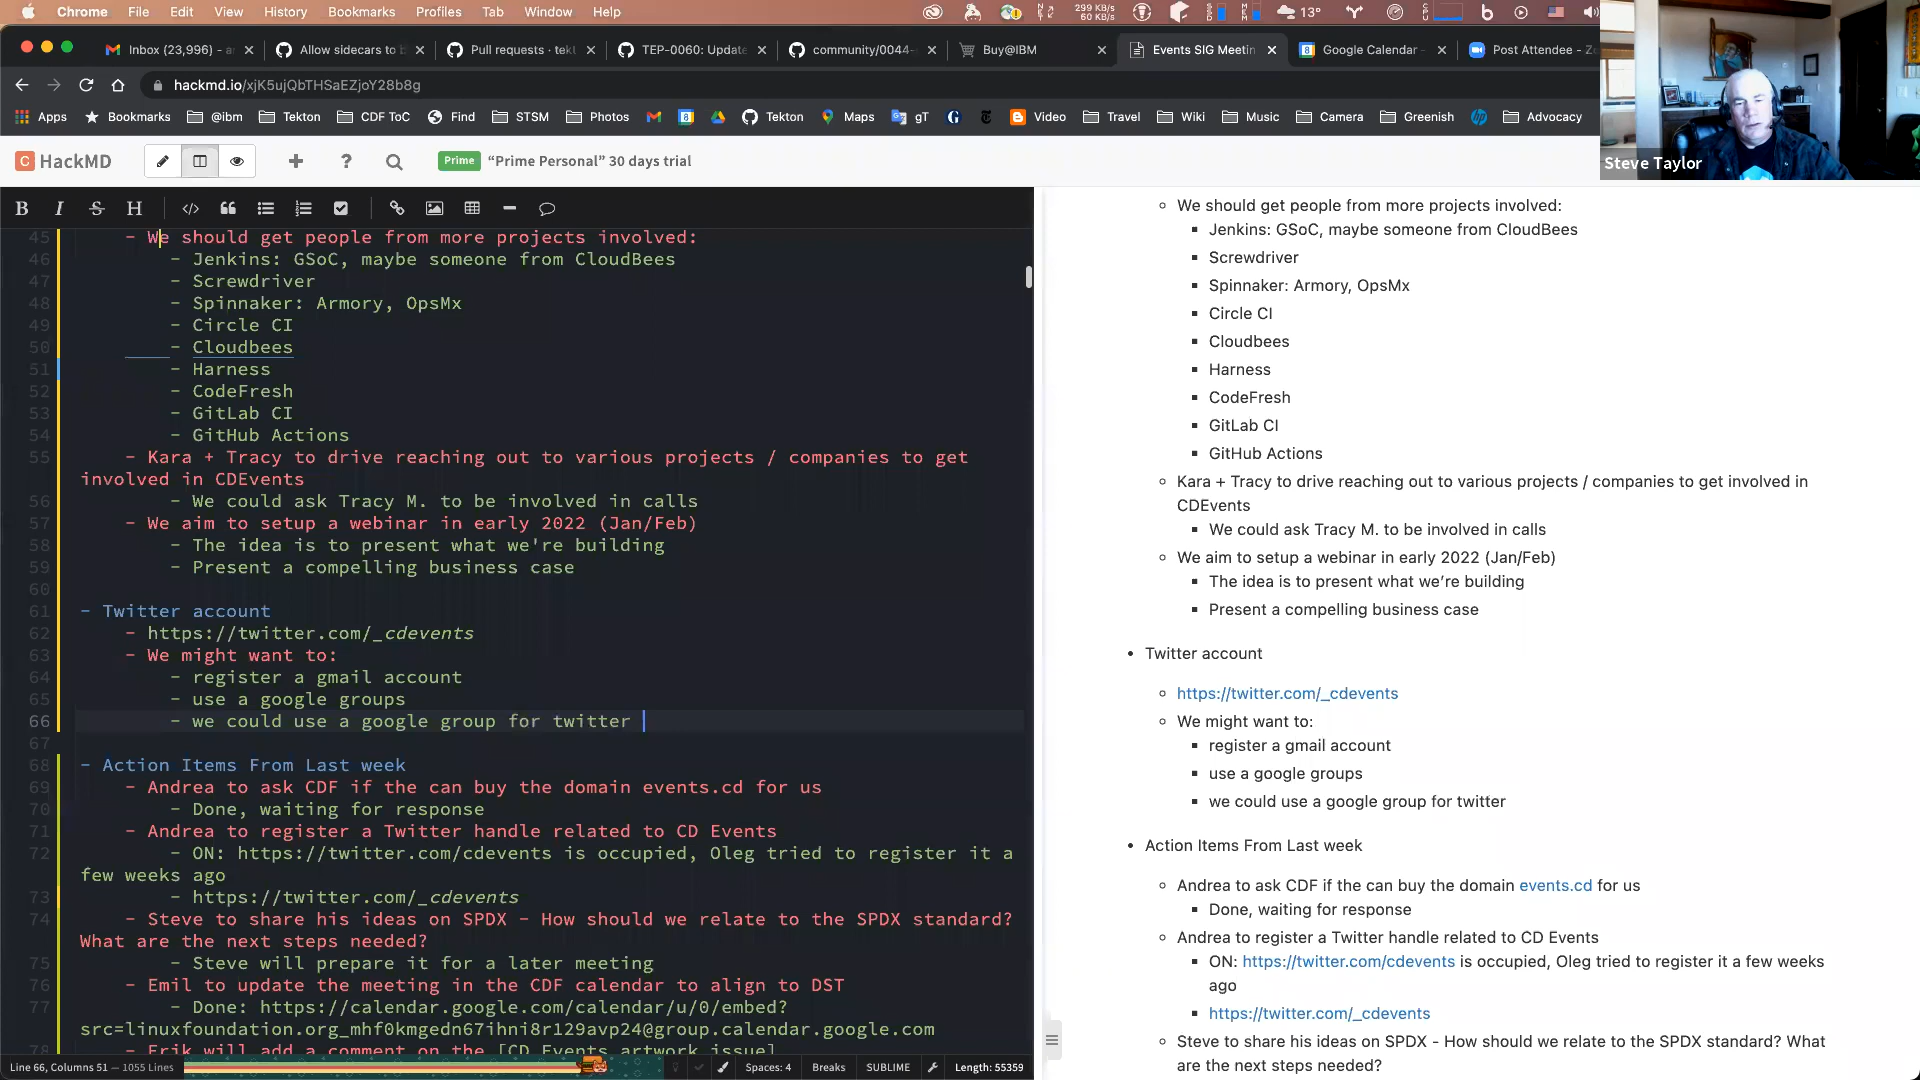 Chrome File Edit View History Bookmarks Profiles Tab Window Help 299 KB/s 60 KB/s 13°
Inbox (23,996) - Allow sidecars to Pull requests · tekt TEP-0060: Update community/0044- Buy@IBM Events SIG Meetin Google Calendar - Post Attendee - Zo
hackmd.io/xjK5ujQbTHSaEZjoY28b8g
Apps Bookmarks @ibm Tekton CDF ToC Find STSM Photos Tekton Maps gT Video Travel Wiki Music Camera Greenish Advocacy
Steve Taylor
HackMD Prime “Prime Personal” 30 days trial
B I S H
45 - We should get people from more projects involved:
46 - Jenkins: GSoC, maybe someone from CloudBees
47 - Screwdriver
48 - Spinnaker: Armory, OpsMx
49 - Circle CI
50 - Cloudbees
51 - Harness
52 - CodeFresh
53 - GitLab CI
54 - GitHub Actions
55 - Kara + Tracy to drive reaching out to various projects / companies to get
involved in CDEvents
56 - We could ask Tracy M. to be involved in calls
57 - We aim to setup a webinar in early 2022 (Jan/Feb)
58 - The idea is to present what we're building
59 - Present a compelling business case
60
61 - Twitter account
62 - https://twitter.com/_cdevents
63 - We might want to:
64 - register a gmail account
65 - use a google groups
66 - we could use a google group for twitter
67
68 - Action Items From Last week
69 - Andrea to ask CDF if the can buy the domain events.cd for us
70 - Done, waiting for response
71 - Andrea to register a Twitter handle related to CD Events
72 - ON: https://twitter.com/cdevents is occupied, Oleg tried to register it a
few weeks ago
73 - https://twitter.com/_cdevents
74 - Steve to share his ideas on SPDX - How should we relate to the SPDX standard?
What are the next steps needed?
75 - Steve will prepare it for a later meeting
76 - Emil to update the meeting in the CDF calendar to align to DST
77 - Done: https://calendar.google.com/calendar/u/0/embed?
src=linuxfoundation.org_mhf0kmgedn67ihni8r129avp24@group.calendar.google.com
78 - Erik will add a comment on the [CD Events artwork issue]
Line 66, Columns 51 — 1055 Lines Spaces: 4 Breaks SUBLIME Length: 55359
We should get people from more projects involved:
Jenkins: GSoC, maybe someone from CloudBees
Screwdriver
Spinnaker: Armory, OpsMx
Circle CI
Cloudbees
Harness
CodeFresh
GitLab CI
GitHub Actions
Kara + Tracy to drive reaching out to various projects / companies to get involved in
CDEvents
We could ask Tracy M. to be involved in calls
We aim to setup a webinar in early 2022 (Jan/Feb)
The idea is to present what we’re building
Present a compelling business case
Twitter account
https://twitter.com/_cdevents
We might want to:
register a gmail account
use a google groups
we could use a google group for twitter
Action Items From Last week
Andrea to ask CDF if the can buy the domain events.cd for us
Done, waiting for response
Andrea to register a Twitter handle related to CD Events
ON: https://twitter.com/cdevents is occupied, Oleg tried to register it a few weeks
ago
https://twitter.com/_cdevents
Steve to share his ideas on SPDX - How should we relate to the SPDX standard? What
are the next steps needed?